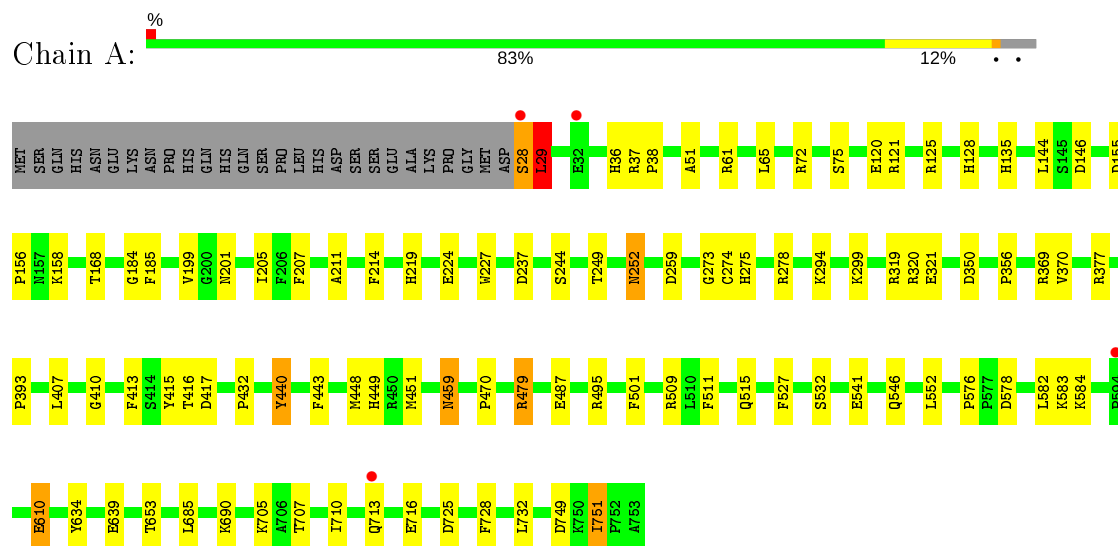 %
Chain A:
83% 12% • •
MET SER GLN HIS ASN GLU LYS ASN PRO HIS GLN HIS GLN SER PRO LEU HIS ASP SER SER GLU ALA LYS PRO GLY MET ASP S28 L29 E32 H36 R37 P38 A51 R61 L65 R72 S75 E120 R121 R125 H128 H135 L144 S145 D146 D155
P156 N157 K158 T168 G184 F185 V199 G200 N201 I205 F206 F207 A211 F214 H219 E224 W227 D237 S244 T249 N252 D259 G273 C274 H275 R278 K294 K299 R319 R320 E321 D350 P356 R369 V370 R377
P393 L407 G410 F413 S414 Y415 T416 D417 P432 Y440 F443 M448 H449 R450 M451 N459 P470 R479 E487 R495 F501 R509 L510 F511 Q515 F527 S532 E541 Q546 L552 P576 P577 D578 L582 K583 K584 P594
E610 Y634 E639 T653 L685 K690 K705 A706 T707 I710 Q713 E716 D725 F728 L732 D749 K750 I751 P752 A753